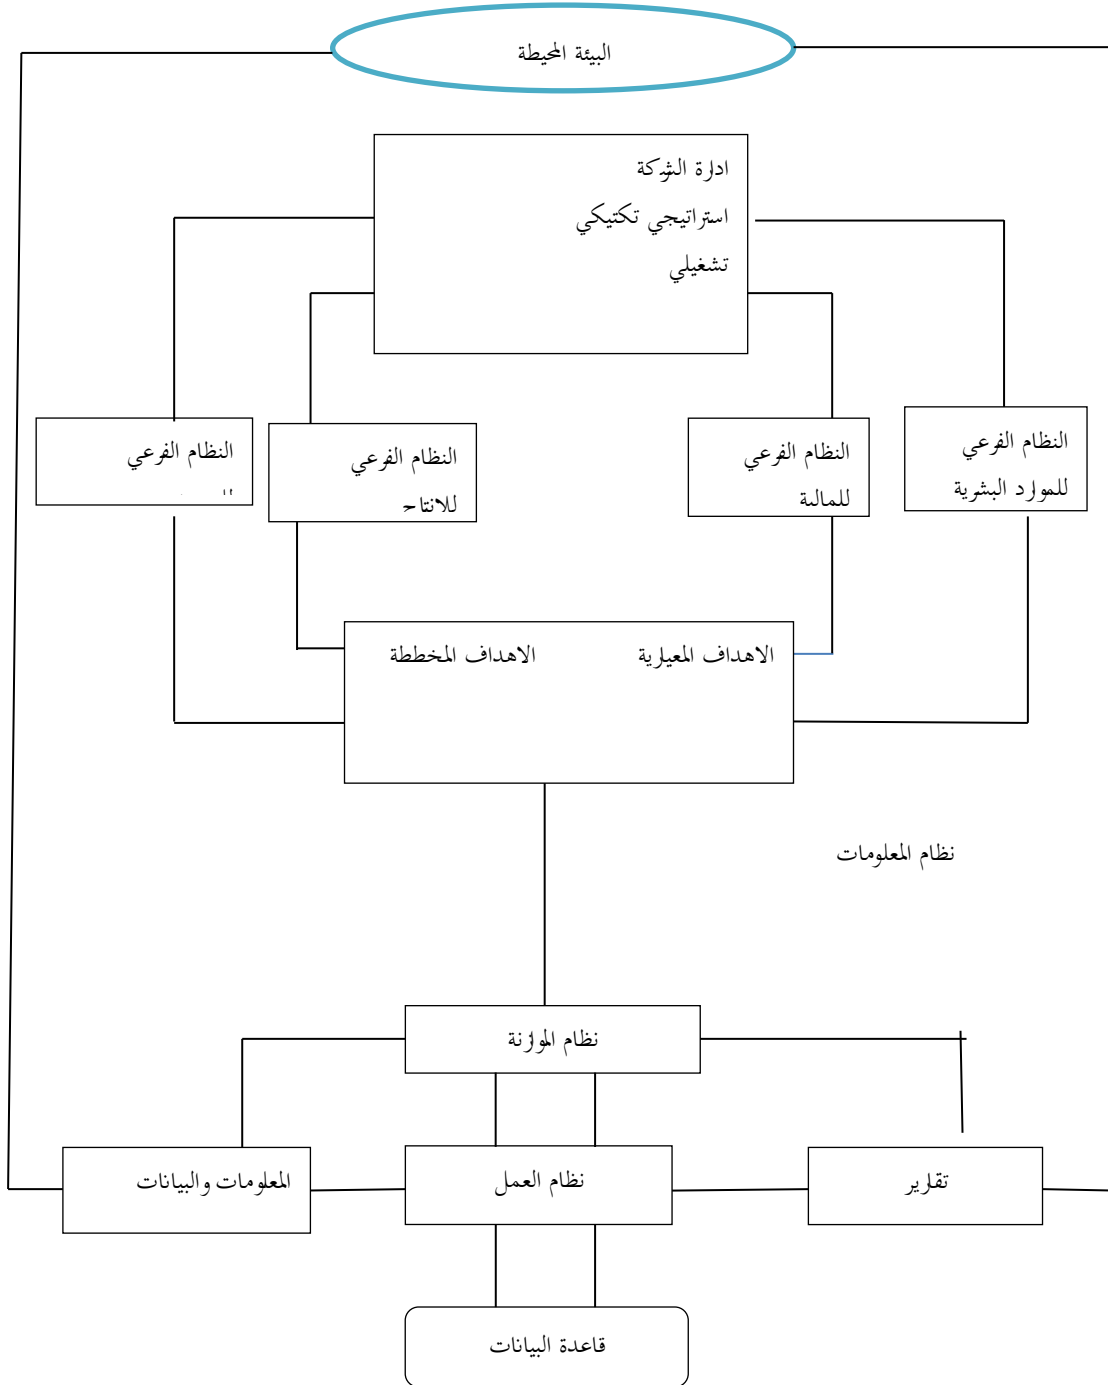 البيئة المحيطة
ادارة الشركة
استراتيجي تكتيكي
تشغيلي
النظام الفرعي
للموارد البشرية
النظام الفرعي
للمالية
النظام الفرعي
للانتاج
النظام الفرعي
الاهداف المعيارية الاهداف المخططة
نظام المعلومات
نظام الموازنة
تقارير
نظام العمل
المعلومات والبيانات
قاعدة البيانات